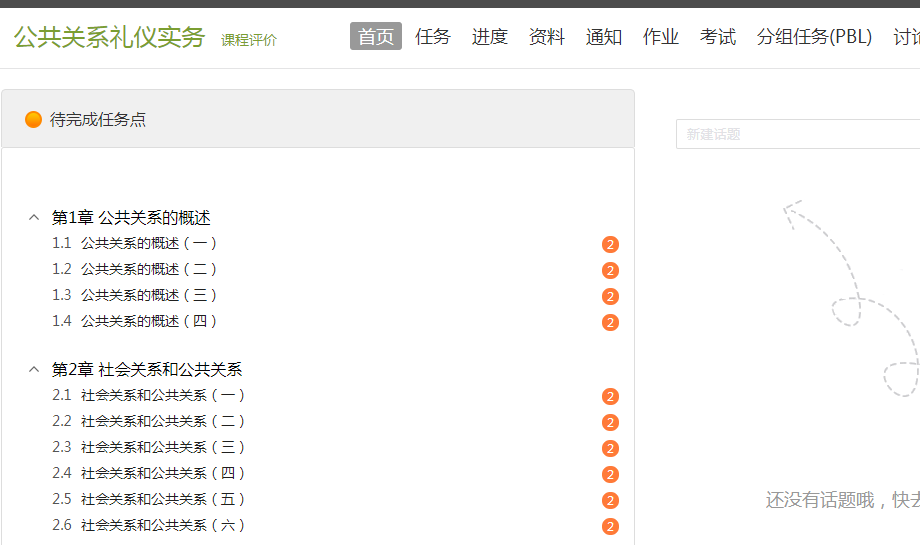 公共关系礼仪实务 课程评价 首页 任务 进度 资料 通知 作业 考试 分组任务(PBL) 讨论
待完成任务点
新建话题
第1章 公共关系的概述
1.1 公共关系的概述（一） 2
1.2 公共关系的概述（二） 2
1.3 公共关系的概述（三） 2
1.4 公共关系的概述（四） 2
第2章 社会关系和公共关系
2.1 社会关系和公共关系（一） 2
2.2 社会关系和公共关系（二） 2
2.3 社会关系和公共关系（三） 2
2.4 社会关系和公共关系（四） 2
2.5 社会关系和公共关系（五） 2
还没有话题哦，快去
2.6 社会关系和公共关系（六） 2